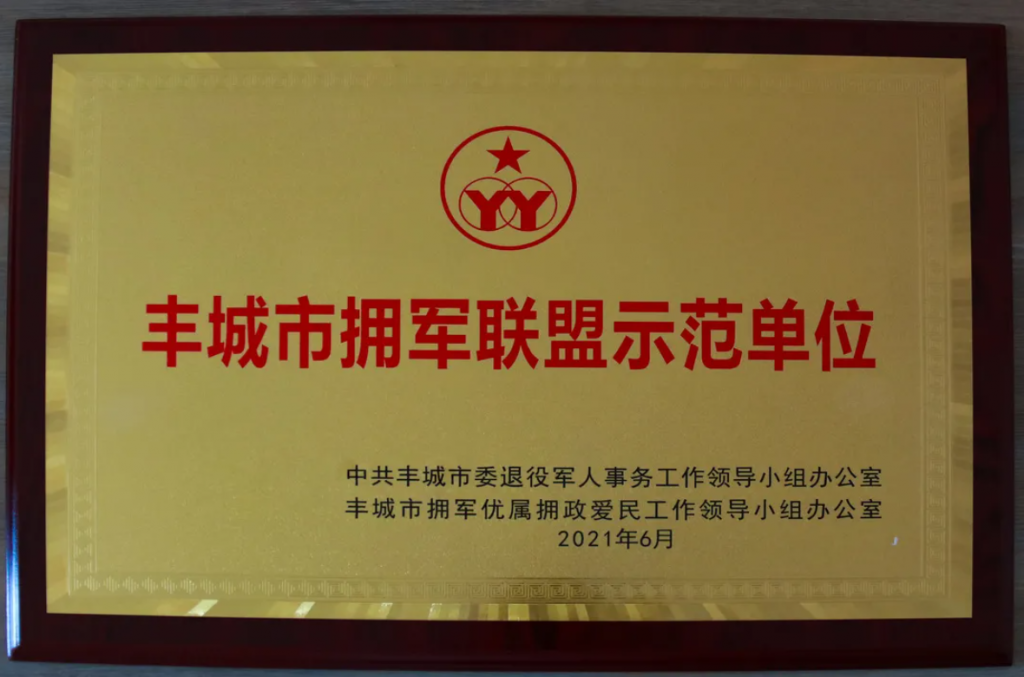 YY
丰城市拥军联盟示范单位
中共丰城市委退役军人事务工作领导小组办公室
丰城市拥军优属拥政爱民工作领导小组办公室
2021年6月